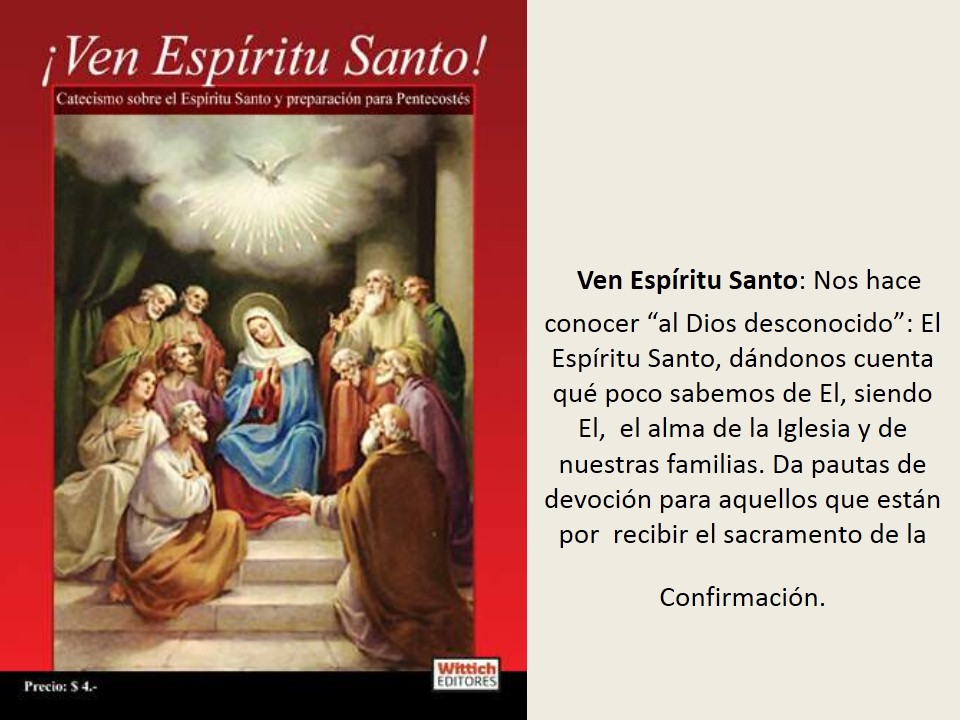 ¡Ven Espíritu Santo!
Catecismo sobre el Espíritu Santo y preparación para Pentecostés
Precio: $ 4.-
Wittich
EDITORES
Ven Espíritu Santo: Nos hace
conocer “al Dios desconocido”: El
Espíritu Santo, dándonos cuenta
qué poco sabemos de El, siendo
El,  el alma de la Iglesia y de
nuestras familias. Da pautas de
devoción para aquellos que están
por  recibir el sacramento de la
Confirmación.